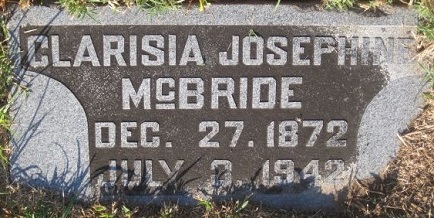 CLARISIA JOSEPHINE
McBRIDE
DEC. 27. 1872
JULY 1942